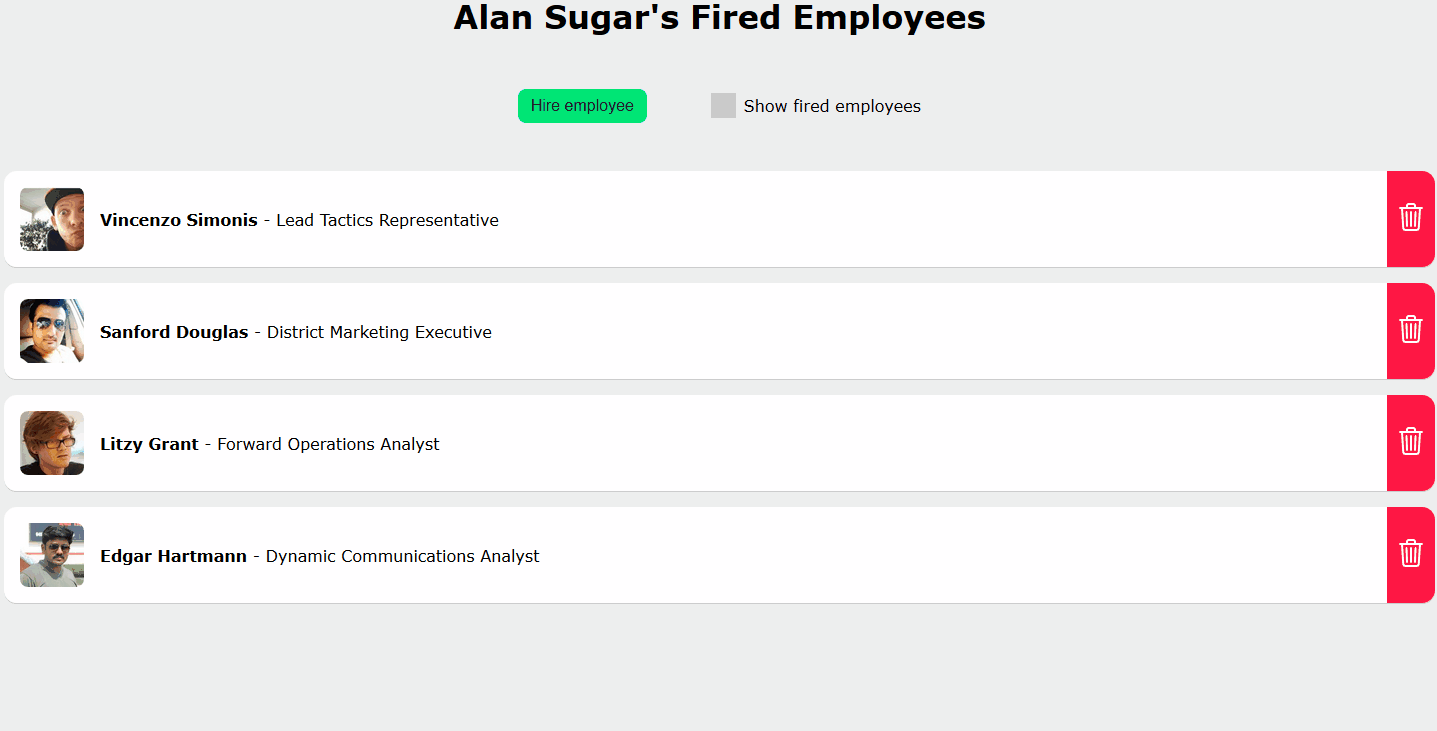 Alan Sugar's Fired Employees
Hire employee
Show fired employees
Vincenzo Simonis - Lead Tactics Representative
Sanford Douglas - District Marketing Executive
Litzy Grant - Forward Operations Analyst
Edgar Hartmann - Dynamic Communications Analyst